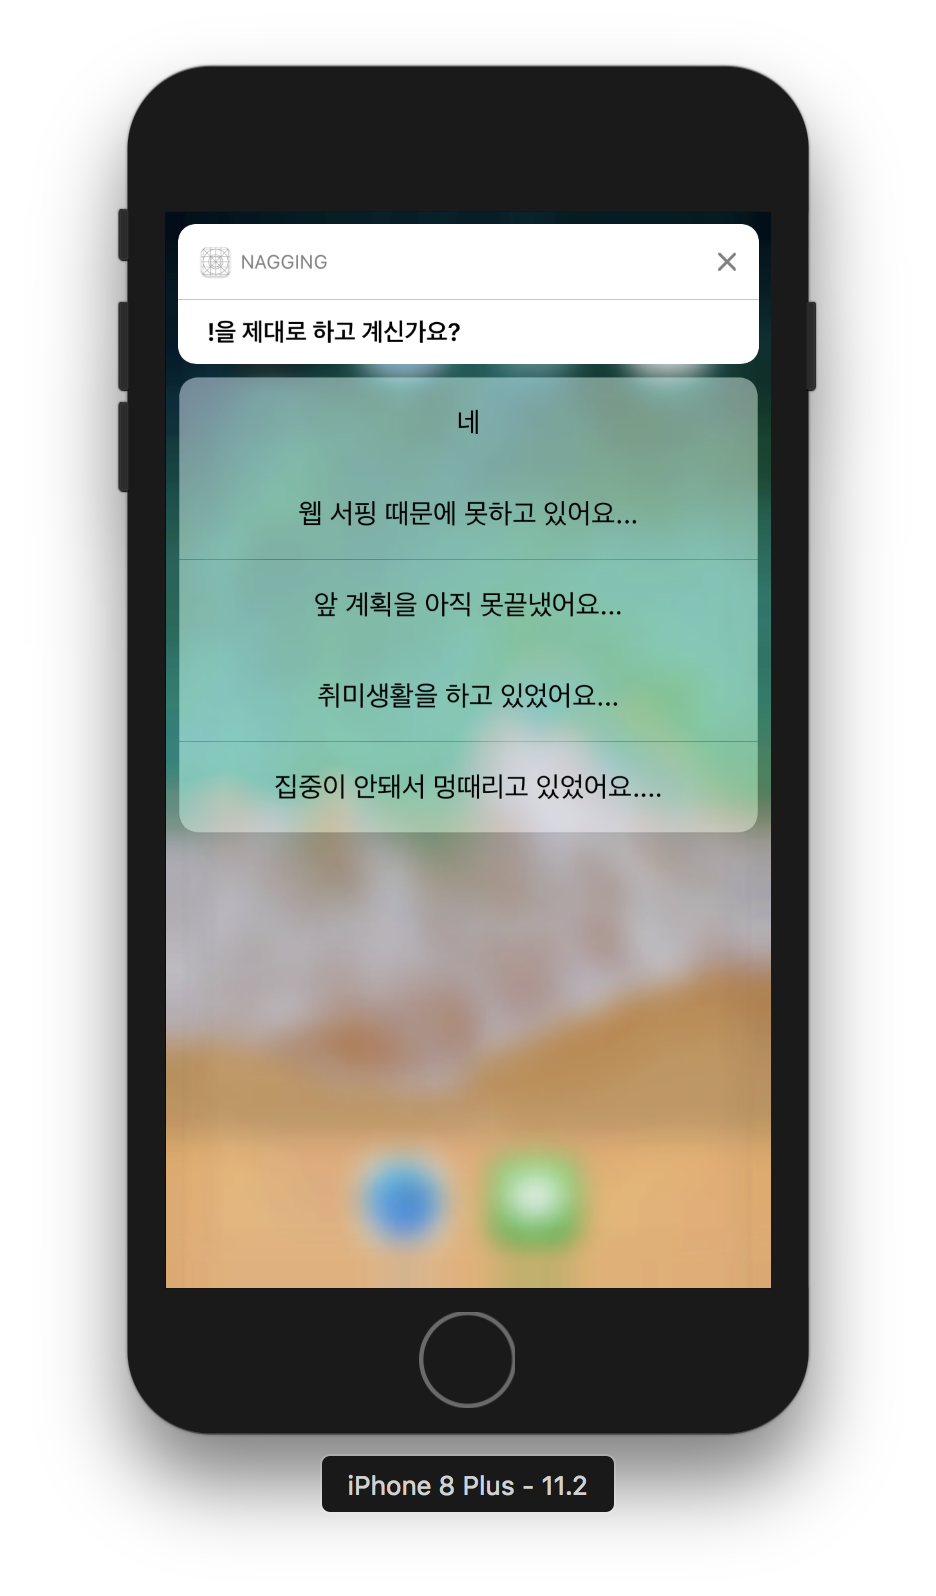 NAGGING
!을 제대로 하고 계신가요?
네
웹 서핑 때문에 못하고 있어요...
앞 계획을 아직 못끝냈어요...
취미생활을 하고 있었어요...
집중이 안돼서 멍때리고 있었어요....
iPhone 8 Plus - 11.2